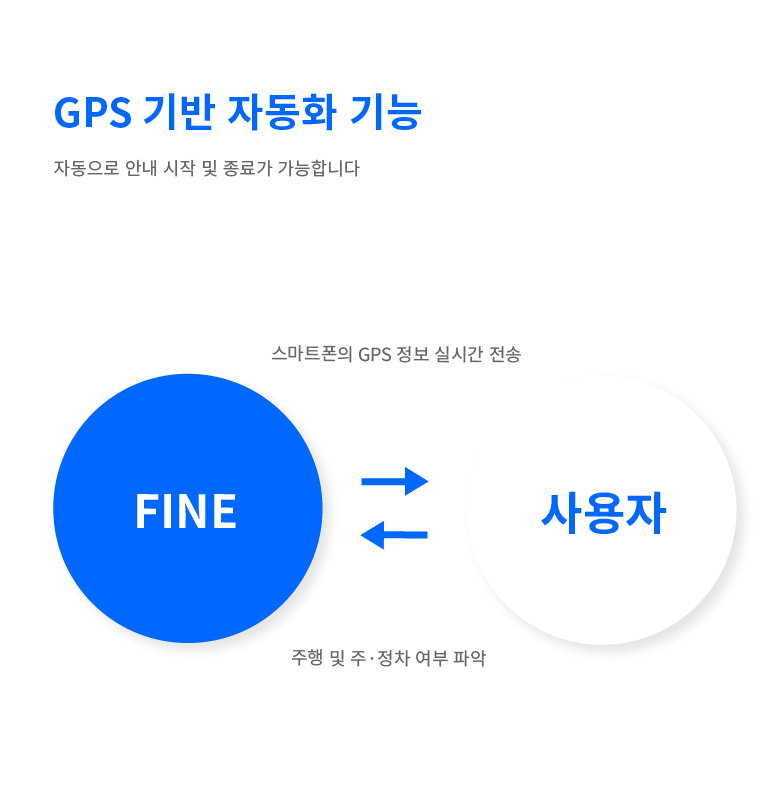 GPS 기반 자동화 기능
자동으로 안내 시작 및 종료가 가능합니다
스마트폰의 GPS 정보 실시간 전송
FINE
사용자
주행 및 주·정차 여부 파악